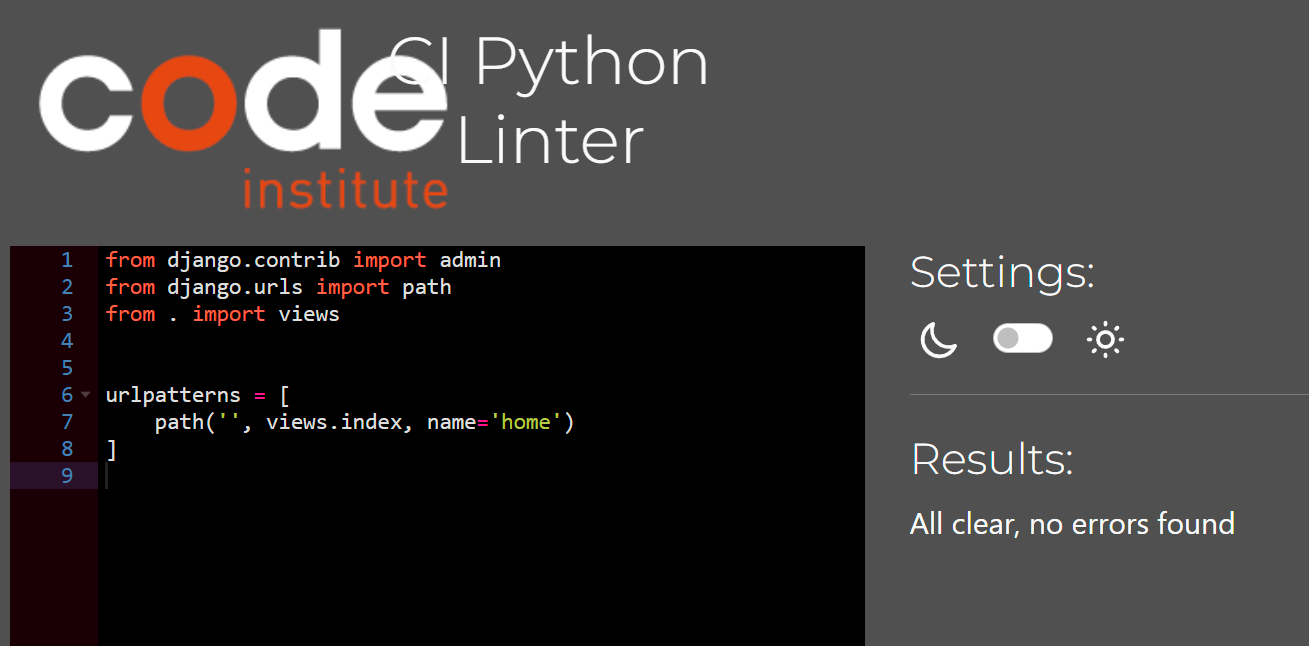 code
institute
CI Python
Linter
1 from django.contrib import admin
2 from django.urls import path
3 from . import views
4
5
6 urlpatterns = [
7     path('', views.index, name='home')
8 ]
9
Settings:
Results:
All clear, no errors found